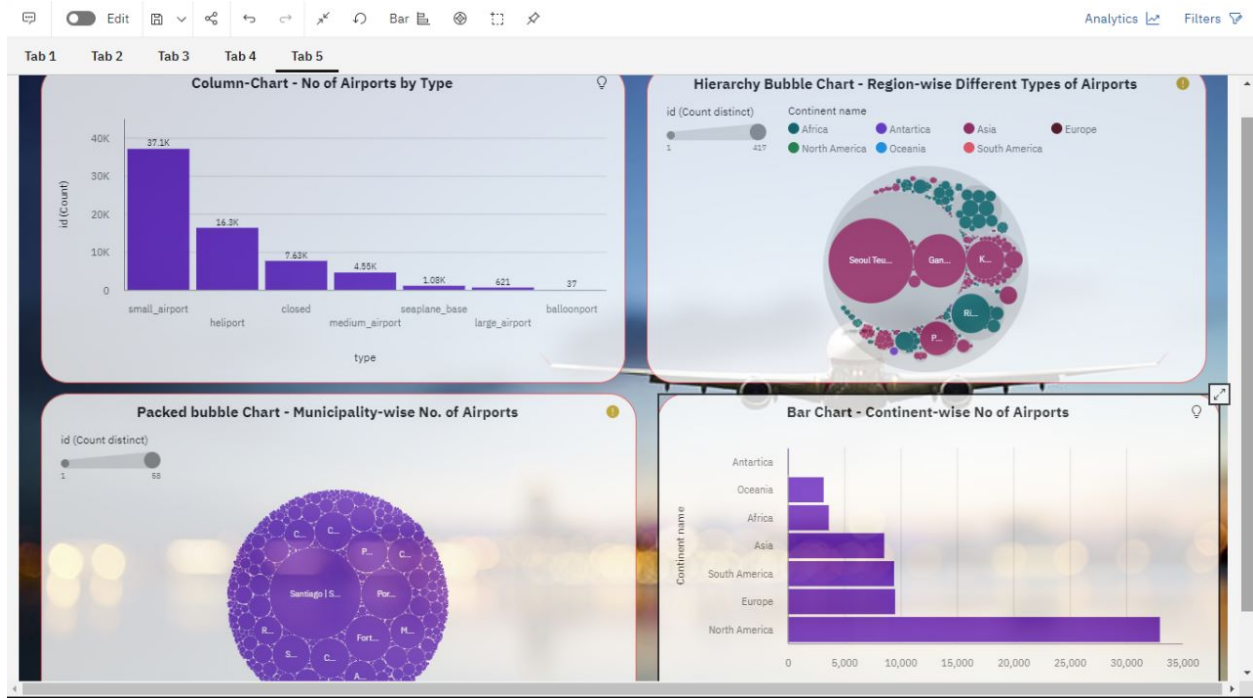 Edit
Bar
Analytics
Filters
Tab 1 Tab 2 Tab 3 Tab 4 Tab 5
Column-Chart - No of Airports by Type
id (Count)
40K
30K
20K
10K
0
37.1K
16.3K
7.63K
4.55K
1.08K
621
37
small_airport
heliport
closed
medium_airport
seaplane_base
large_airport
balloonport
type
Hierarchy Bubble Chart - Region-wise Different Types of Airports
id (Count distinct)
1 417
Continent name
Africa Antartica Asia Europe
North America Oceania South America
Seoul Teu... Gan... K...
Ri...
P...
Packed bubble Chart - Municipality-wise No. of Airports
id (Count distinct)
1 58
C... C...
P... C...
Santiago | S... Por...
R... Fort... M...
S... C...
A...
Bar Chart - Continent-wise No of Airports
Continent name
Antartica
Oceania
Africa
Asia
South America
Europe
North America
0 5,000 10,000 15,000 20,000 25,000 30,000 35,000